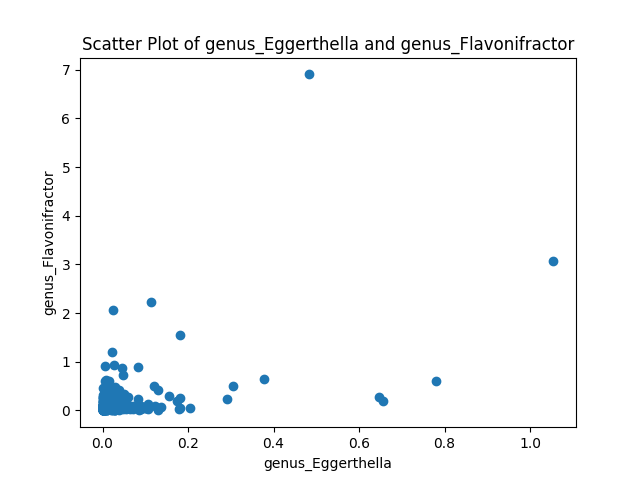 Scatter Plot of genus_Eggerthella and genus_Flavonifractor
7
6
5
4
3
2
1
0
genus_Flavonifractor
0.0 0.2 0.4 0.6 0.8 1.0
genus_Eggerthella